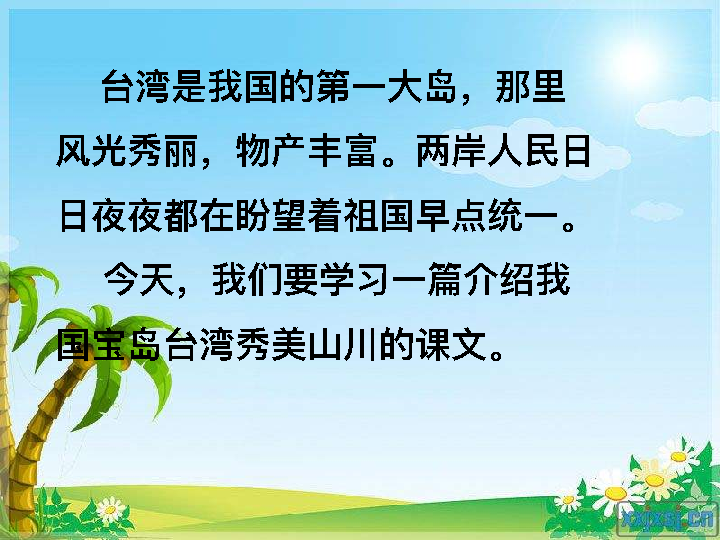 台湾是我国的第一大岛，那里
风光秀丽，物产丰富。两岸人民日
日夜夜都在盼望着祖国早点统一。
今天，我们要学习一篇介绍我
国宝岛台湾秀美山川的课文。